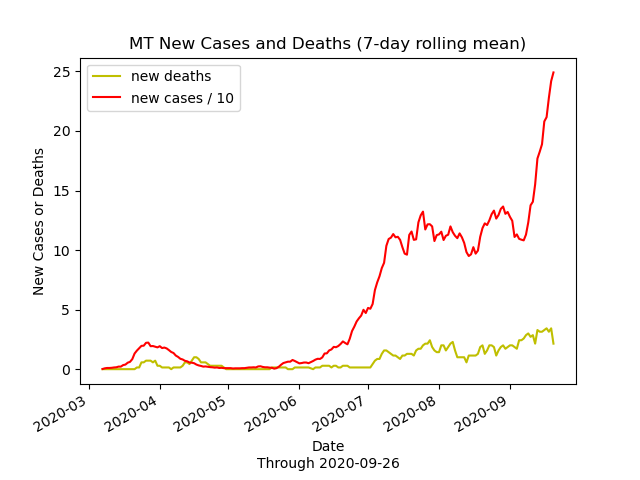 MT New Cases and Deaths (7-day rolling mean)
new deaths
new cases / 10
25
20
15
10
5
0
New Cases or Deaths
2020-03
2020-04
2020-05
2020-06
2020-07
2020-08
2020-09
Date
Through 2020-09-26